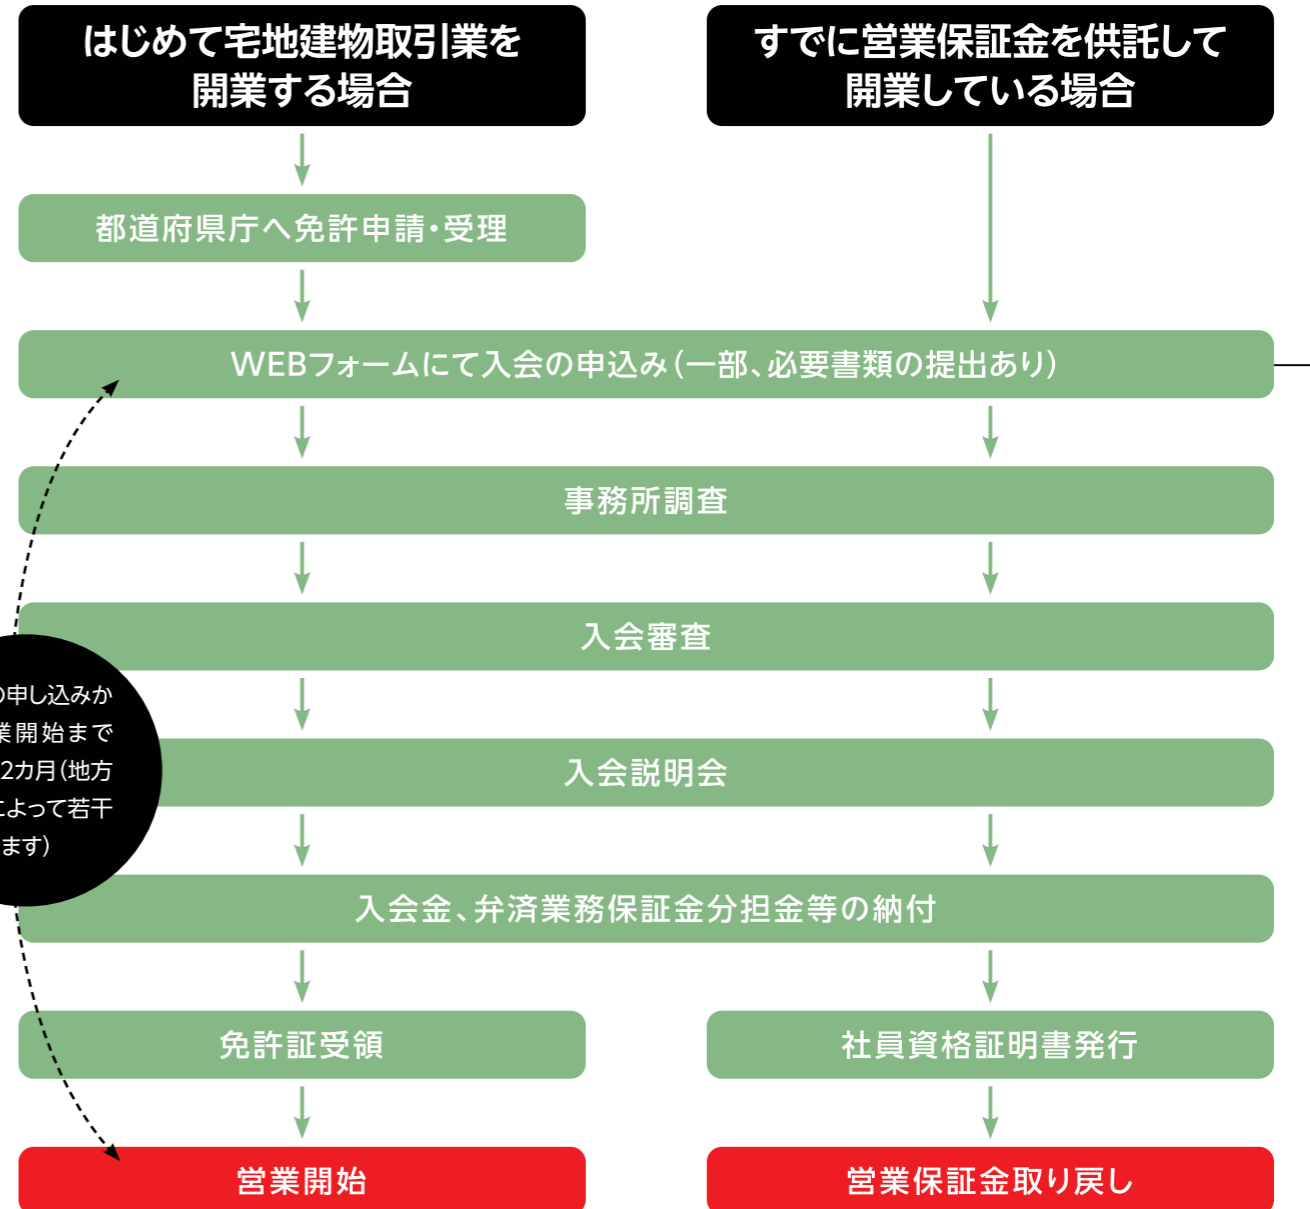 はじめて宅地建物取引業を
開業する場合
すでに営業保証金を供託して
開業している場合
都道府県庁へ免許申請・受理
WEBフォームにて入会の申込み（一部、必要書類の提出あり）
事務所調査
入会審査
の申し込みか
業開始まで
2カ月（地方
によって若干
ます）
入会説明会
入会金、弁済業務保証金分担金等の納付
免許証受領
社員資格証明書発行
営業開始
営業保証金取り戻し